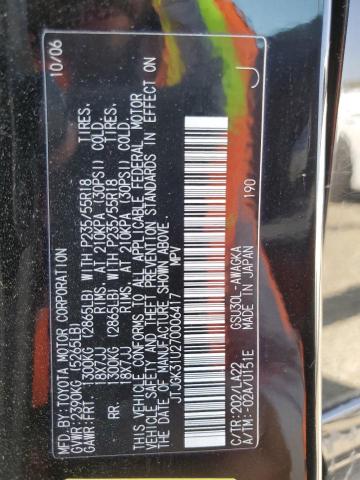 MFD. BY: TOYOTA MOTOR CORPORATION 10/06
GVWR: 2390KG (5265LB)
GAWR: FRT. 1300KG (2865LB) WITH P235/55R18 TIRES,
18X7JJ RIMS, AT 210KPA (30PSI) COLD.
RR. 1300KG (2865LB) WITH P235/55R18 TIRES,
18X7JJ RIMS, AT 210KPA (30PSI) COLD.
THIS VEHICLE CONFORMS TO ALL APPLICABLE FEDERAL MOTOR
VEHICLE SAFETY STANDARDS IN EFFECT ON THE DATE OF
MANUFACTURE SHOWN ABOVE.
JTJGK31U270006417 MPV
J
190
C/TR: 202/LA22 GSU30L-AWAGKA
A/TM: -02A/U151E MADE IN JAPAN